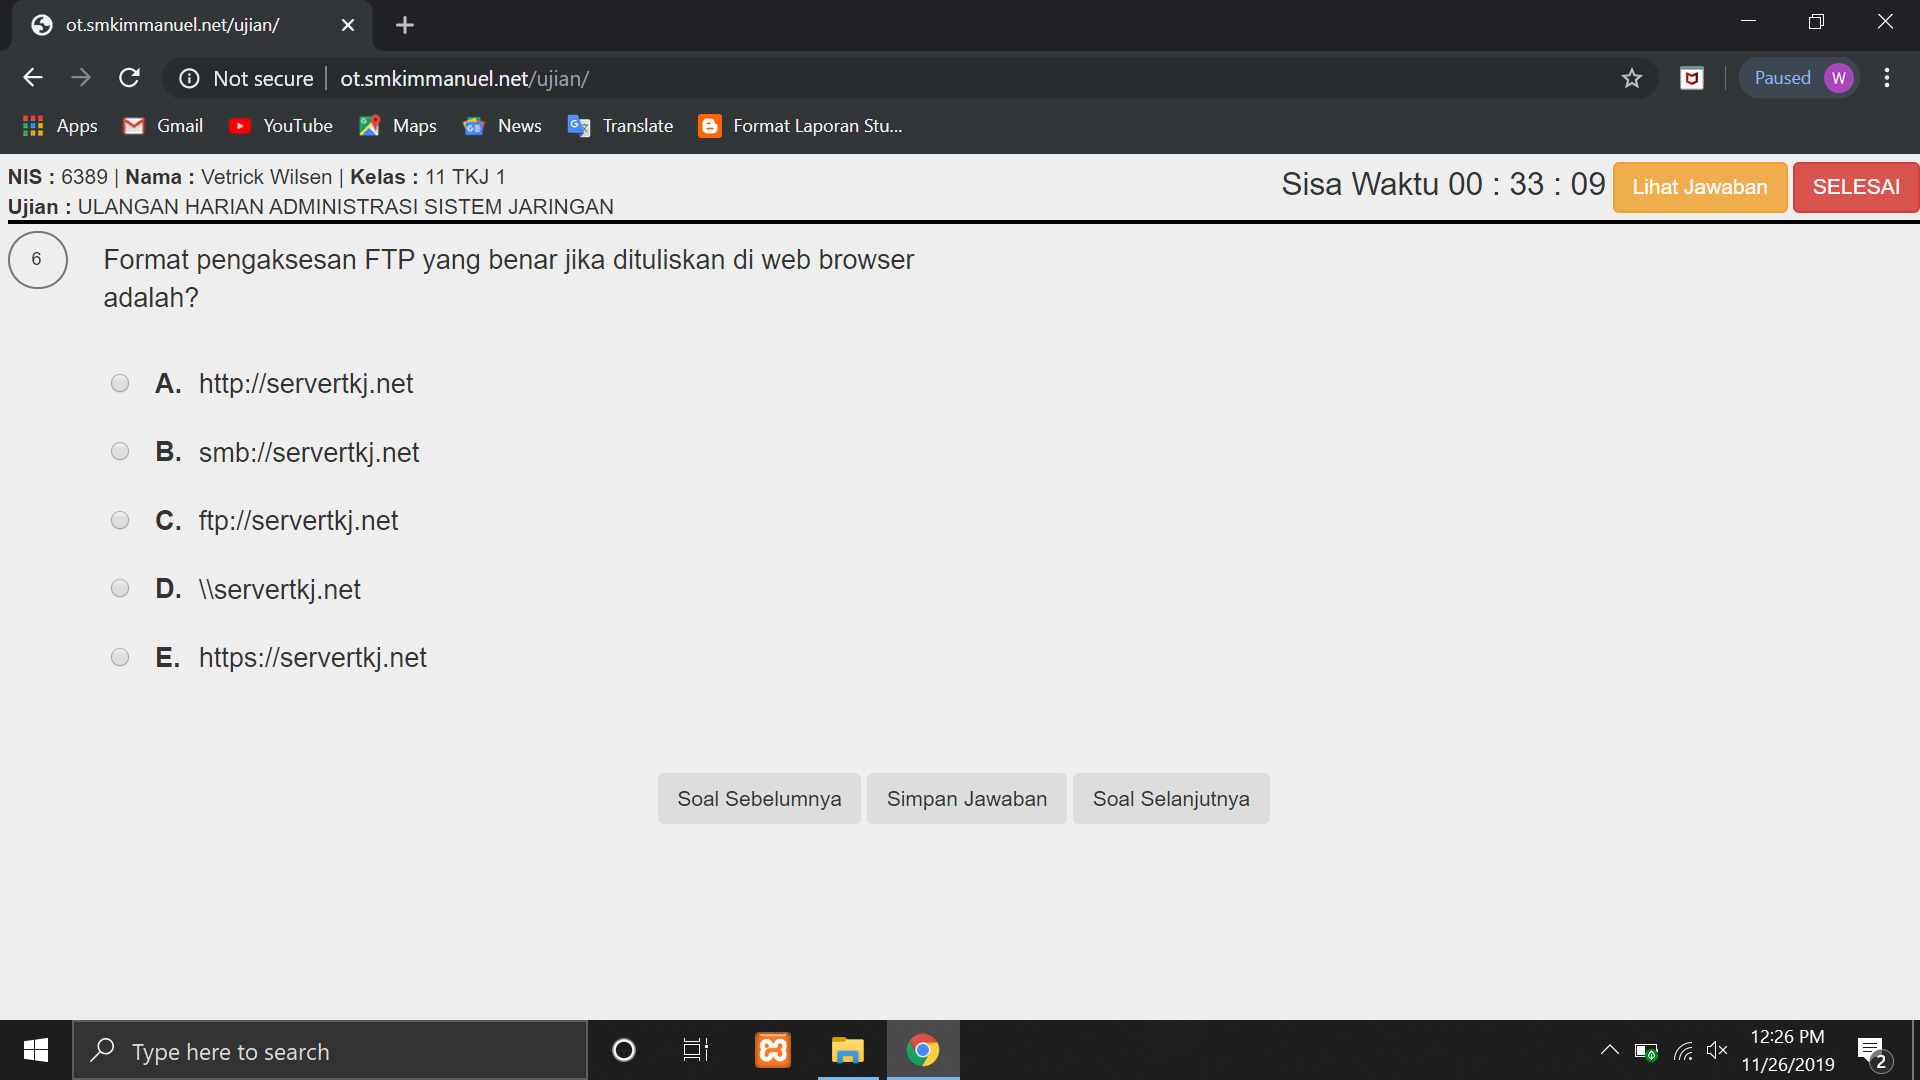 ot.smkimmanuel.net/ujian/
Not secure | ot.smkimmanuel.net/ujian/
Paused W
Apps Gmail YouTube Maps News Translate Format Laporan Stu...
NIS : 6389 | Nama : Vetrick Wilsen | Kelas : 11 TKJ 1
Ujian : ULANGAN HARIAN ADMINISTRASI SISTEM JARINGAN
Sisa Waktu 00 : 33 : 09 Lihat Jawaban SELESAI
6 Format pengaksesan FTP yang benar jika dituliskan di web browser
adalah?
A. http://servertkj.net
B. smb://servertkj.net
C. ftp://servertkj.net
D. \\servertkj.net
E. https://servertkj.net
Soal Sebelumnya Simpan Jawaban Soal Selanjutnya
Type here to search
12:26 PM
11/26/2019
2